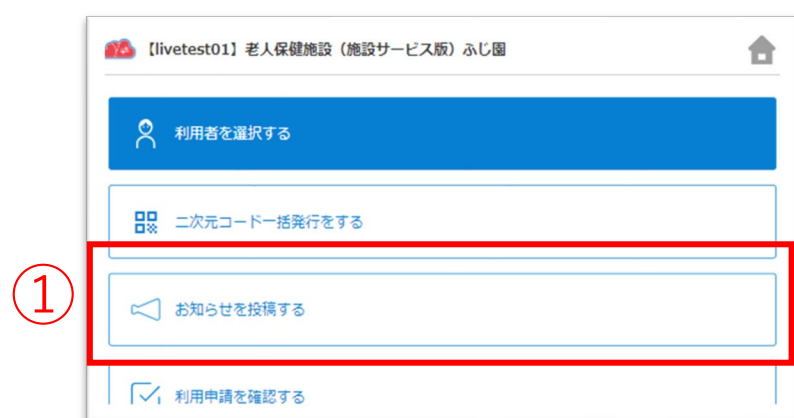 【livetest01】老人保健施設（施設サービス版）ふじ園
利用者を選択する
二次元コード一括発行をする
①
お知らせを投稿する
利用申請を確認する